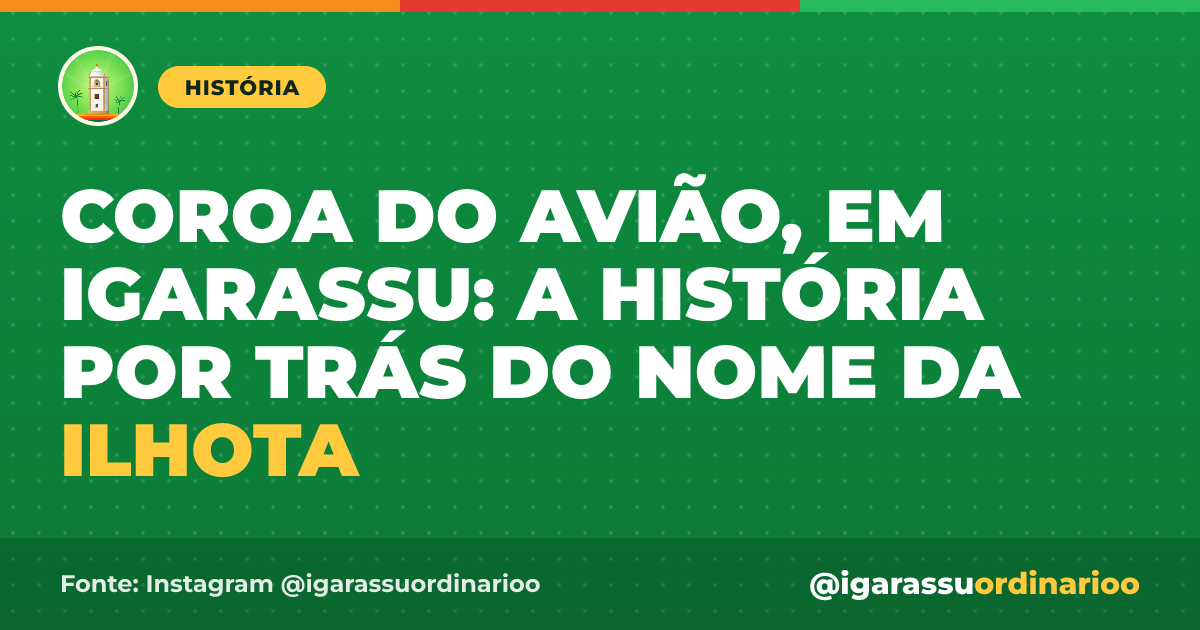 HISTÓRIA
COROA DO AVIÃO, EM
IGARASSU: A HISTÓRIA
POR TRÁS DO NOME DA
ILHOTA
Fonte: Instagram @igarassuordinarioo
@igarassuordinarioo